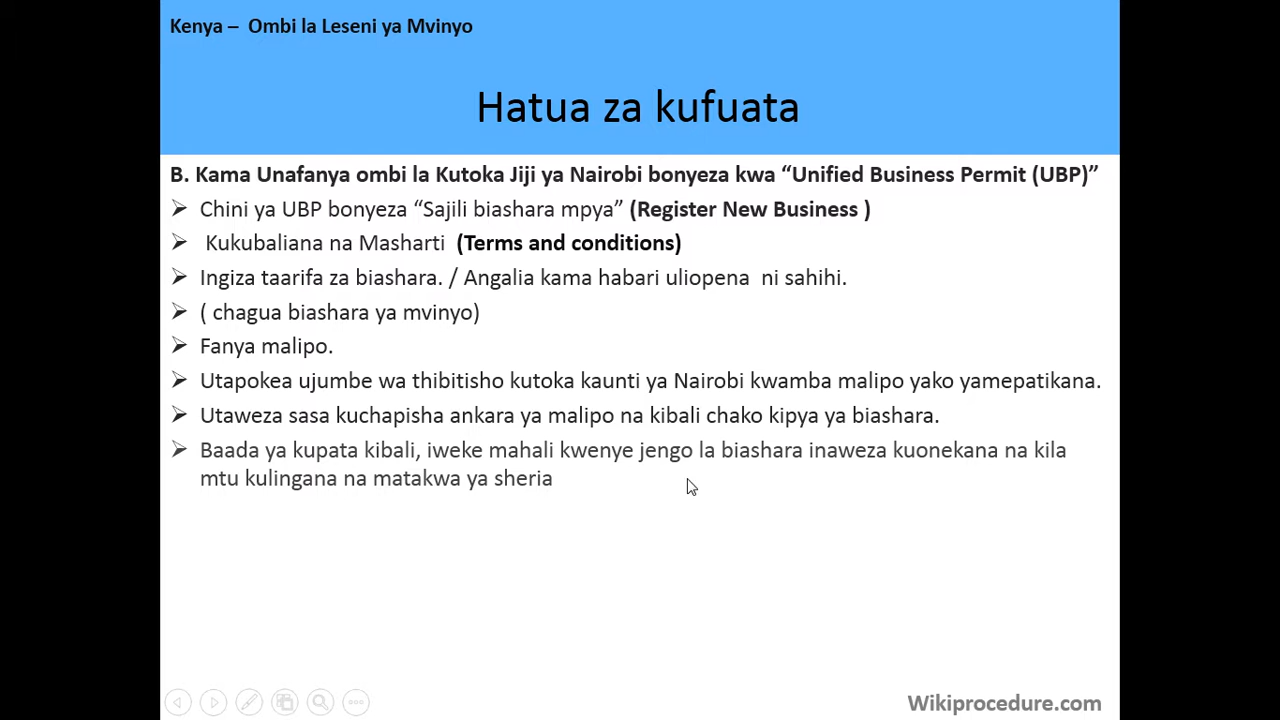 Kenya – Ombi la Leseni ya Mvinyo
Hatua za kufuata
B. Kama Unafanya ombi la Kutoka Jiji ya Nairobi bonyeza kwa “Unified Business Permit (UBP)”
➢ Chini ya UBP bonyeza “Sajili biashara mpya” (Register New Business )
➢ Kukubaliana na Masharti (Terms and conditions)
➢ Ingiza taarifa za biashara. / Angalia kama habari uliopena ni sahihi.
➢ ( chagua biashara ya mvinyo)
➢ Fanya malipo.
➢ Utapokea ujumbe wa thibitisho kutoka kaunti ya Nairobi kwamba malipo yako yamepatikana.
➢ Utaweza sasa kuchapisha ankara ya malipo na kibali chako kipya ya biashara.
➢ Baada ya kupata kibali, iweke mahali kwenye jengo la biashara inaweza kuonekana na kila
mtu kulingana na matakwa ya sheria
Wikiprocedure.com